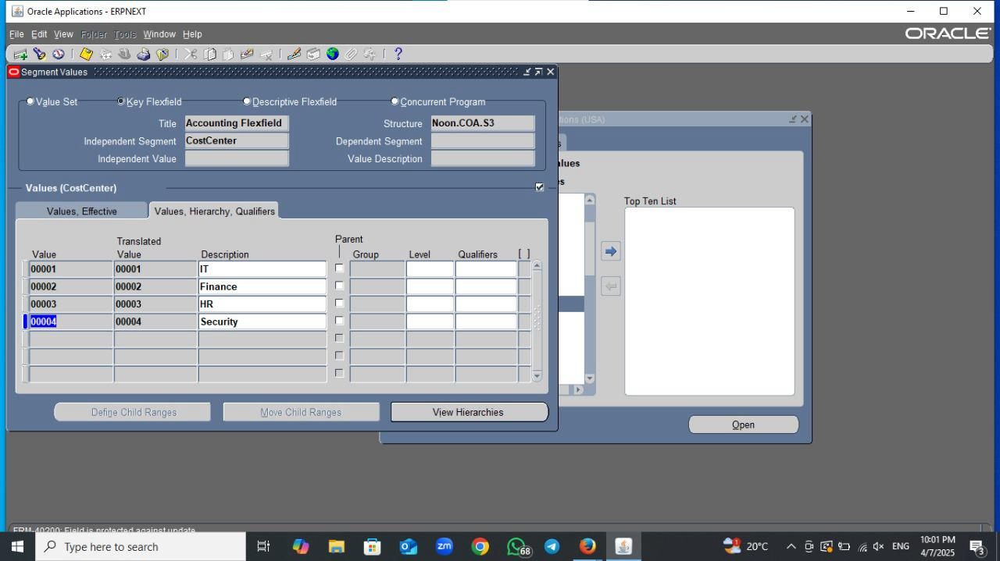 Oracle Applications - ERPNEXT
File Edit View Folder Tools Window Help
ORACLE
Segment Values
Value Set Key Flexfield Descriptive Flexfield Concurrent Program
Title Accounting Flexfield Structure Noon.COA.S3
Independent Segment CostCenter Dependent Segment
Independent Value Value Description
Values (CostCenter)
Values, Effective Values, Hierarchy, Qualifiers
Parent
Translated
Value Value Description Group Level Qualifiers [ ]
00001 00001 IT
00002 00002 Finance
00003 00003 HR
00004 00004 Security
Define Child Ranges Move Child Ranges View Hierarchies
(USA)
Top Ten List
Open
FRM-40200: Field is protected against update.
Type here to search
zm
68
20°C
ENG
10:01 PM
4/7/2025
3